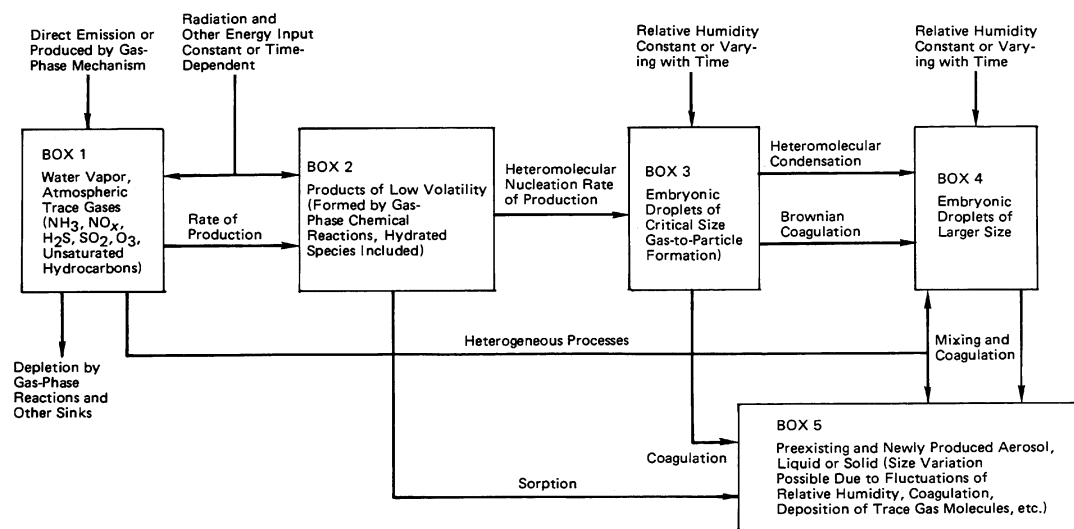 Direct Emission or
Produced by Gas-
Phase Mechanism
Radiation and
Other Energy Input
Constant or Time-
Dependent
Relative Humidity
Constant or Vary-
ing with Time
Relative Humidity
Constant or Vary-
ing with Time
BOX 1
Water Vapor,
Atmospheric
Trace Gases
(NH3, NOx,
H2S, SO2, O3,
Unsaturated
Hydrocarbons)
Rate of
Production
BOX 2
Products of Low Volatility
(Formed by Gas-
Phase Chemical
Reactions, Hydrated
Species Included)
Heteromolecular
Nucleation Rate
of Production
BOX 3
Embryonic
Droplets of
Critical Size
Gas-to-Particle
Formation)
Heteromolecular
Condensation
Brownian
Coagulation
BOX 4
Embryonic
Droplets of
Larger Size
Heterogeneous Processes
Mixing and
Coagulation
Depletion by
Gas-Phase
Reactions and
Other Sinks
Coagulation
Sorption
BOX 5
Preexisting and Newly Produced Aerosol,
Liquid or Solid (Size Variation
Possible Due to Fluctuations of
Relative Humidity, Coagulation,
Deposition of Trace Gas Molecules, etc.)